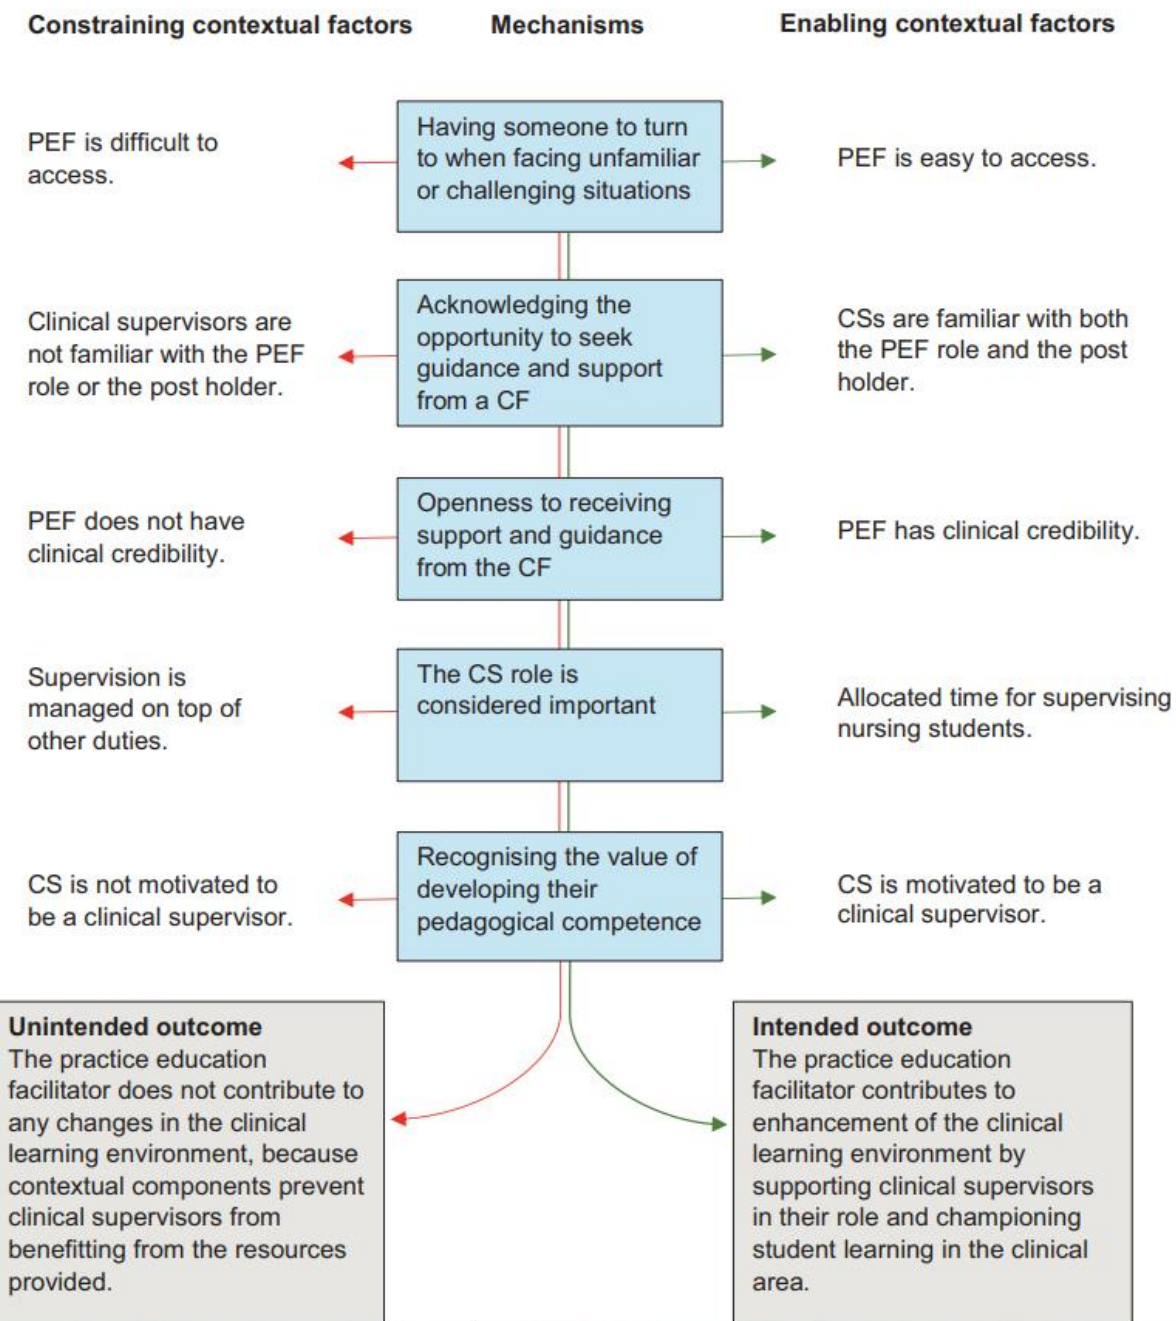 Constraining contextual factors
Mechanisms
Enabling contextual factors
PEF is difficult to
access.
Having someone to turn
to when facing unfamiliar
or challenging situations
PEF is easy to access.
Clinical supervisors are
not familiar with the PEF
role or the post holder.
Acknowledging the
opportunity to seek
guidance and support
from a CF
CSs are familiar with both
the PEF role and the post
holder.
PEF does not have
clinical credibility.
Openness to receiving
support and guidance
from the CF
PEF has clinical credibility.
Supervision is
managed on top of
other duties.
The CS role is
considered important
Allocated time for supervising
nursing students.
CS is not motivated to
be a clinical supervisor.
Recognising the value of
developing their
pedagogical competence
CS is motivated to be a
clinical supervisor.
Unintended outcome
The practice education
facilitator does not contribute to
any changes in the clinical
learning environment, because
contextual components prevent
clinical supervisors from
benefitting from the resources
provided.
Intended outcome
The practice education
facilitator contributes to
enhancement of the clinical
learning environment by
supporting clinical supervisors
in their role and championing
student learning in the clinical
area.